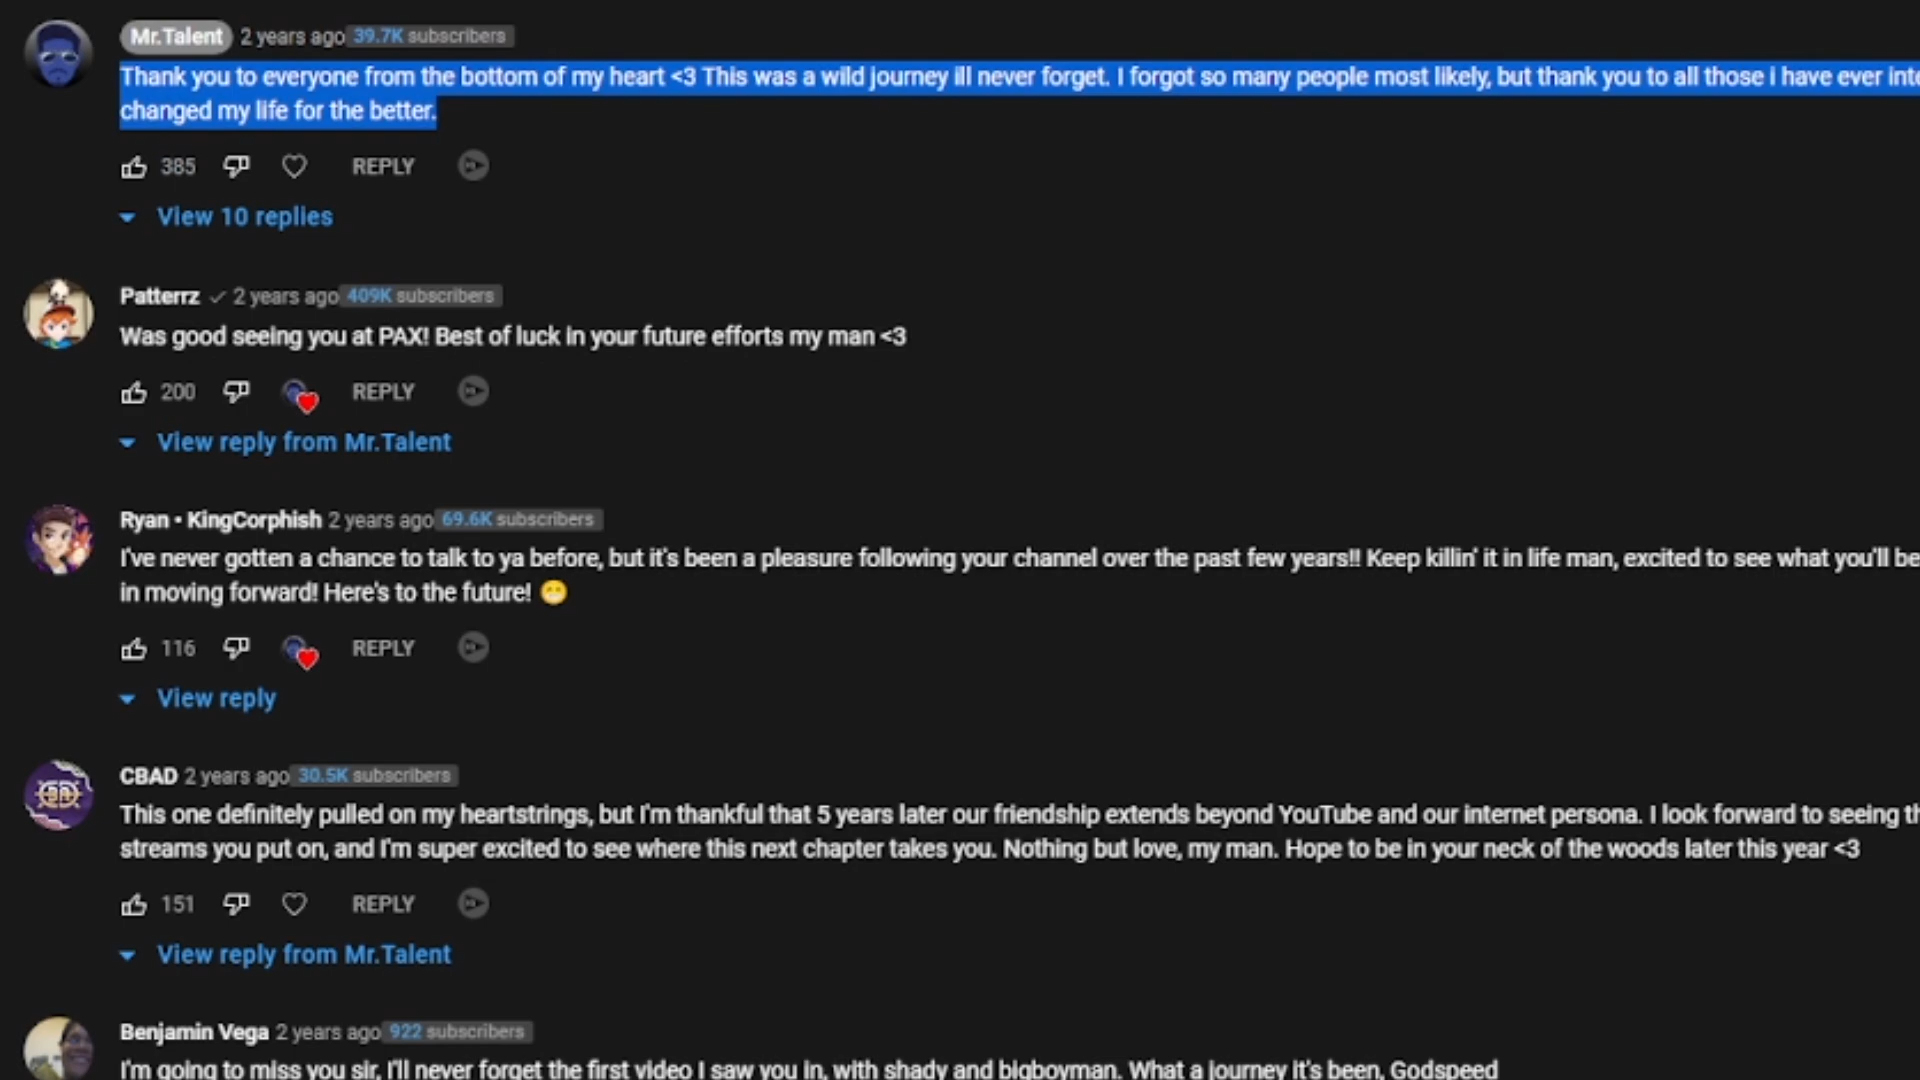 Mr.Talent 2 years ago 39.7K subscribers
Thank you to everyone from the bottom of my heart <3 This was a wild journey ill never forget. I forgot so many people most likely, but thank you to all those i have ever
changed my life for the better.
385 REPLY
View 10 replies
Patterrz 2 years ago 409K subscribers
Was good seeing you at PAX! Best of luck in your future efforts my man <3
200 REPLY
View reply from Mr.Talent
Ryan • KingCorphish 2 years ago 69.6K subscribers
I've never gotten a chance to talk to ya before, but it's been a pleasure following your channel over the past few years!! Keep killin' it in life man, excited to see what you'll be
in moving forward! Here's to the future! 😁
116 REPLY
View reply
CBAD 2 years ago 30.5K subscribers
This one definitely pulled on my heartstrings, but I'm thankful that 5 years later our friendship extends beyond YouTube and our internet persona. I look forward to seeing
streams you put on, and I'm super excited to see where this next chapter takes you. Nothing but love, my man. Hope to be in your neck of the woods later this year <3
151 REPLY
View reply from Mr.Talent
Benjamin Vega 2 years ago 922 subscribers
I'm going to miss you sir, I'll never forget the first video I saw you in, with shady and bigboyman. What a journey it's been, Godspeed